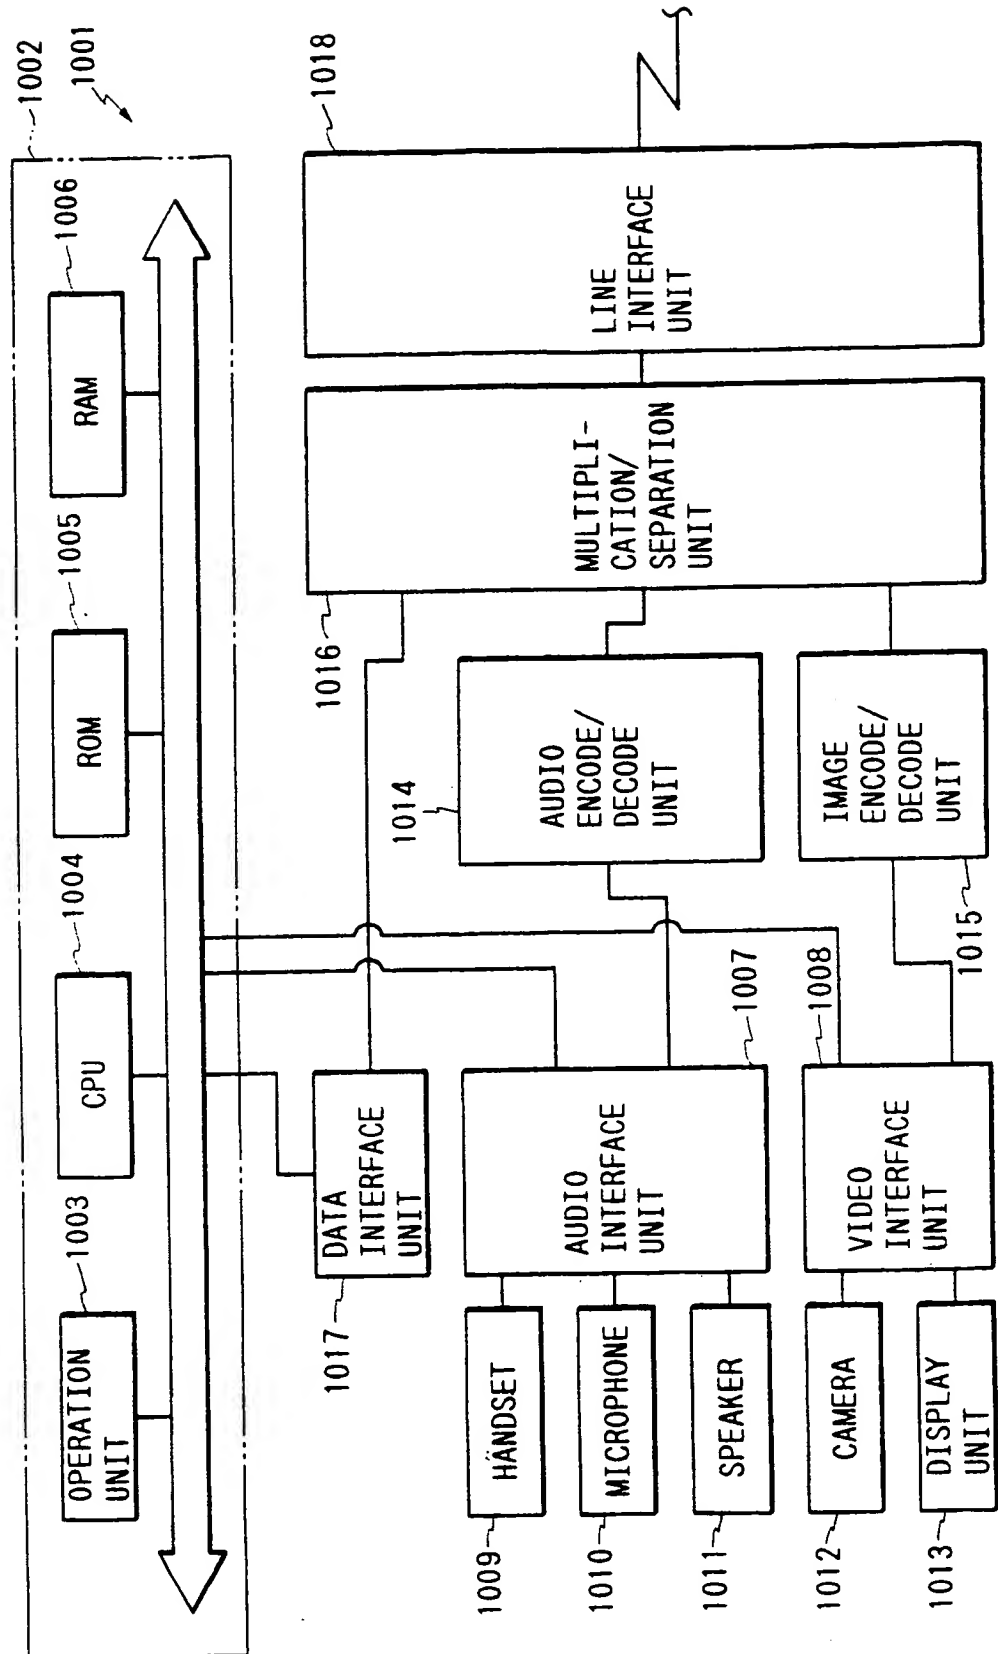 1001
1002
1003
OPERATION
UNIT
1004
CPU
1005
ROM
1006
RAM
1017
DATA
INTERFACE
UNIT
1016
MULTIPLI-
CATION/
SEPARATION
UNIT
1018
LINE
INTERFACE
UNIT
1009
HANDSET
1010
MICROPHONE
1011
SPEAKER
AUDIO
INTERFACE
UNIT
1007
1014
AUDIO
ENCODE/
DECODE
UNIT
1012
CAMERA
1013
DISPLAY
UNIT
VIDEO
INTERFACE
UNIT
1008
IMAGE
ENCODE/
DECODE
UNIT
1015